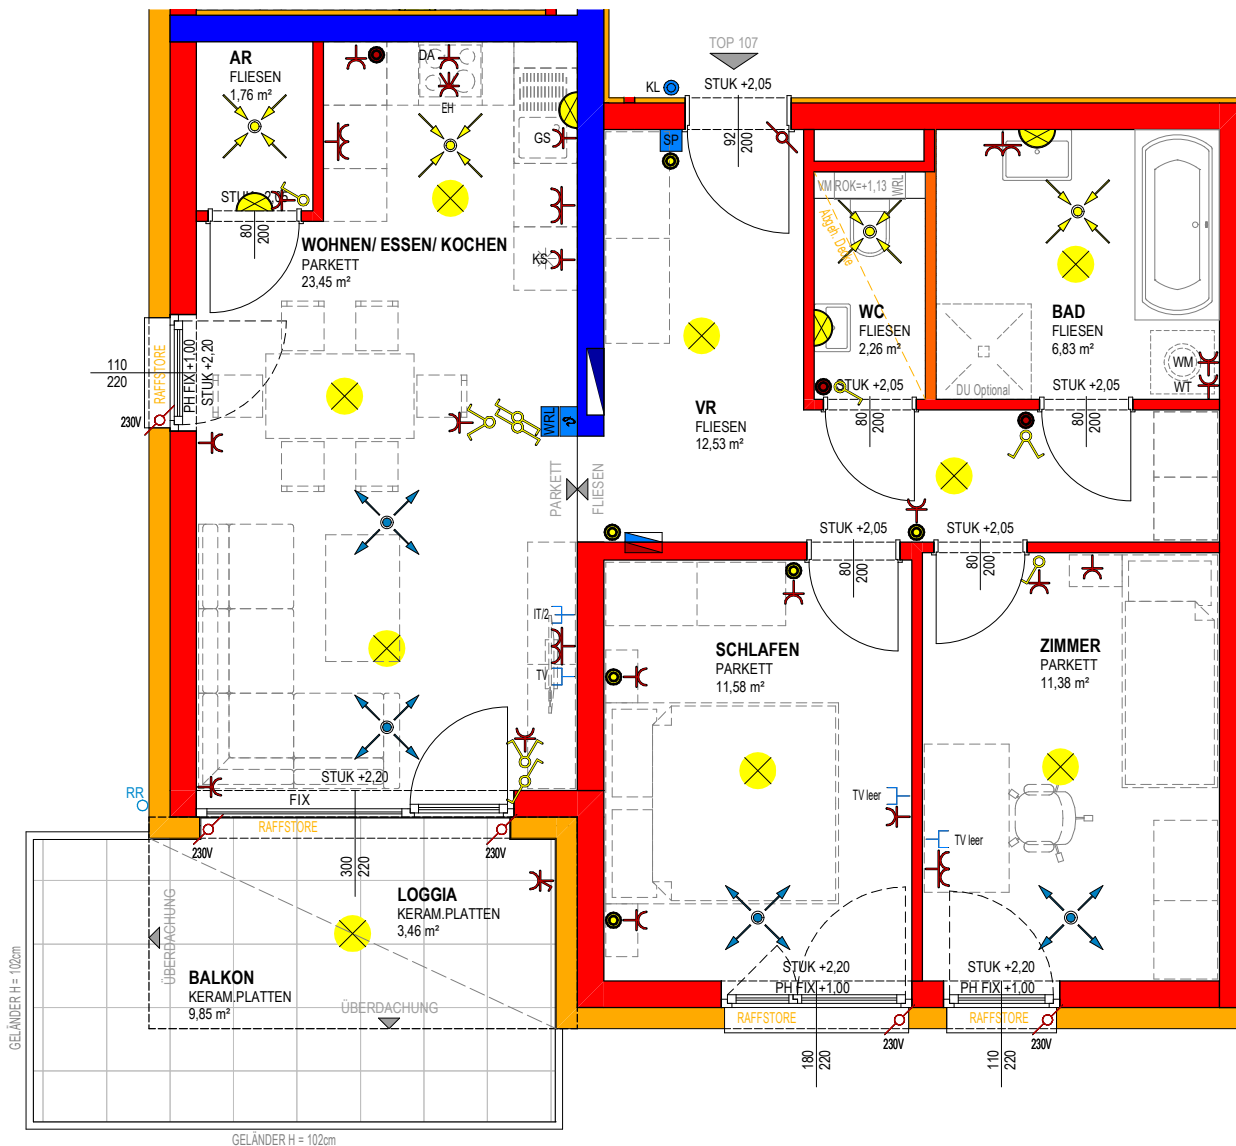 TOP 107
STUK +2,05
KL
92
200
SP
AR
FLIESEN
1,76 m²
DA
EH
GS
KS
80
200
WOHNEN/ ESSEN/ KOCHEN
PARKETT
23,45 m²
VM ROK=+1,13
WRL
Abgeh. Decke
WC
FLIESEN
2,26 m²
STUK +2,05
80
200
BAD
FLIESEN
6,83 m²
DU Optional
WM
WT
STUK +2,05
80
200
110
220
RAFFSTORE
PH FIX +1,00
STUK +2,20
230V
WRL
VR
FLIESEN
12,53 m²
PARKETT
FLIESEN
STUK +2,05
80
200
STUK +2,05
80
200
IT/2
TV
SCHLAFEN
PARKETT
11,58 m²
ZIMMER
PARKETT
11,38 m²
STUK +2,20
FIX
RR
RAFFSTORE
230V
230V
300
220
TV leer
TV leer
LOGGIA
KERAM.PLATTEN
3,46 m²
ÜBERDACHUNG
BALKON
KERAM.PLATTEN
9,85 m²
ÜBERDACHUNG
GELÄNDER H = 102cm
GELÄNDER H = 102cm
STUK +2,20
PH FIX +1,00
RAFFSTORE
230V
180
220
STUK +2,20
PH FIX +1,00
RAFFSTORE
230V
110
220